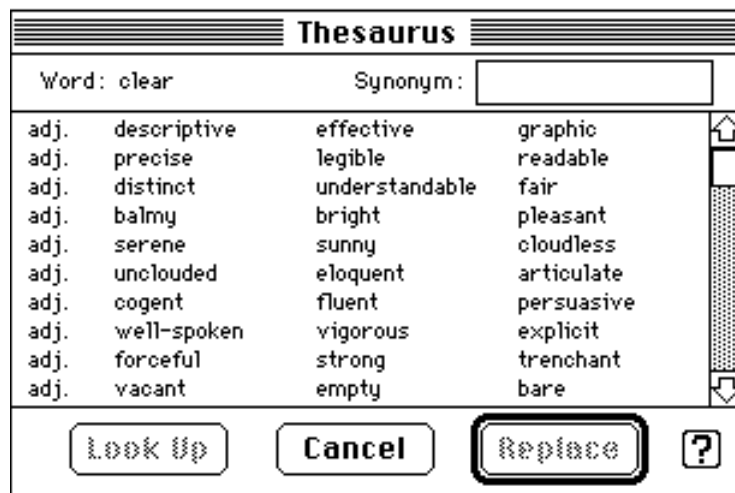 Thesaurus
Word: clear Synonym:
adj. descriptive effective graphic
adj. precise legible readable
adj. distinct understandable fair
adj. balmy bright pleasant
adj. serene sunny cloudless
adj. unclouded eloquent articulate
adj. cogent fluent persuasive
adj. well-spoken vigorous explicit
adj. forceful strong trenchant
adj. vacant empty bare
Look Up Cancel Replace ?